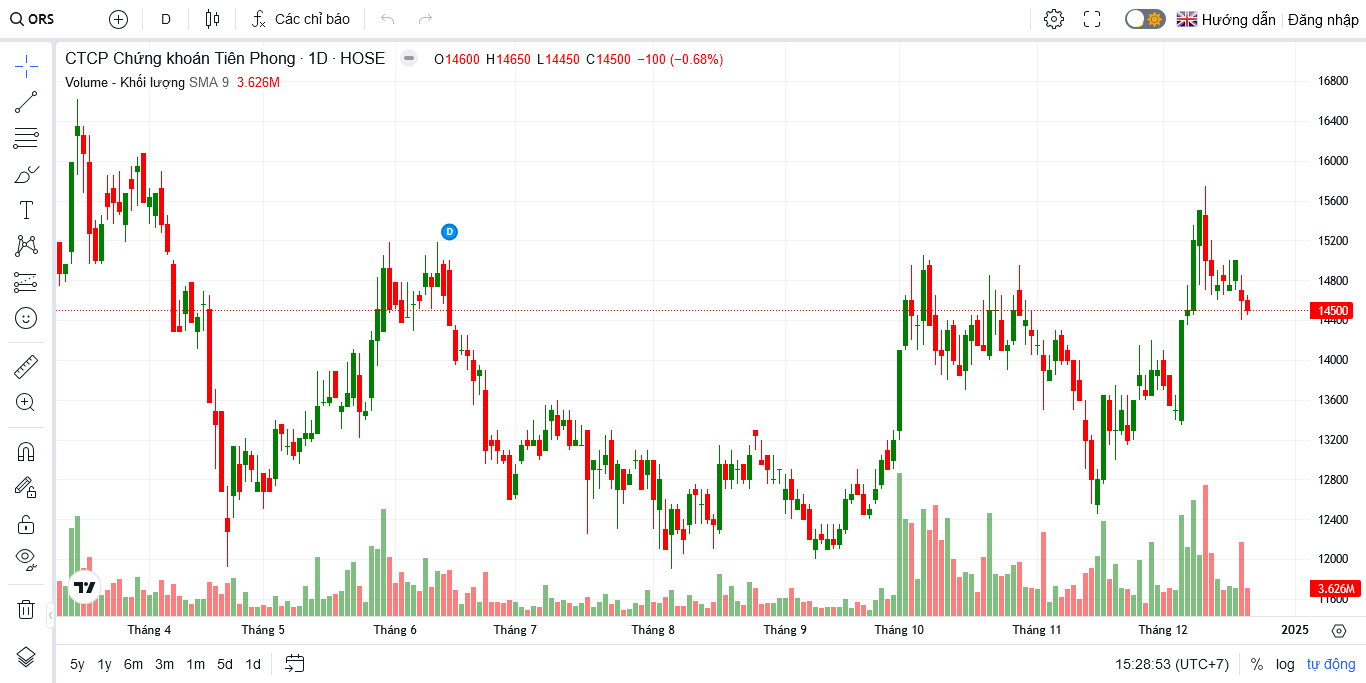 ORS D Các chỉ báo Hướng dẫn Đăng nhập
CTCP Chứng khoán Tiên Phong · 1D · HOSE O14600 H14650 L14450 C14500 −100 (−0.68%)
Volume - Khối lượng SMA 9 3.626M
16800
16400
16000
15600
D
15200
14800
14500
14400
14000
13600
13200
12800
12400
12000
3.626M
11600
Tháng 4 Tháng 5 Tháng 6 Tháng 7 Tháng 8 Tháng 9 Tháng 10 Tháng 11 Tháng 12 2025
5y 1y 6m 3m 1m 5d 1d 15:28:53 (UTC+7) % log tự động